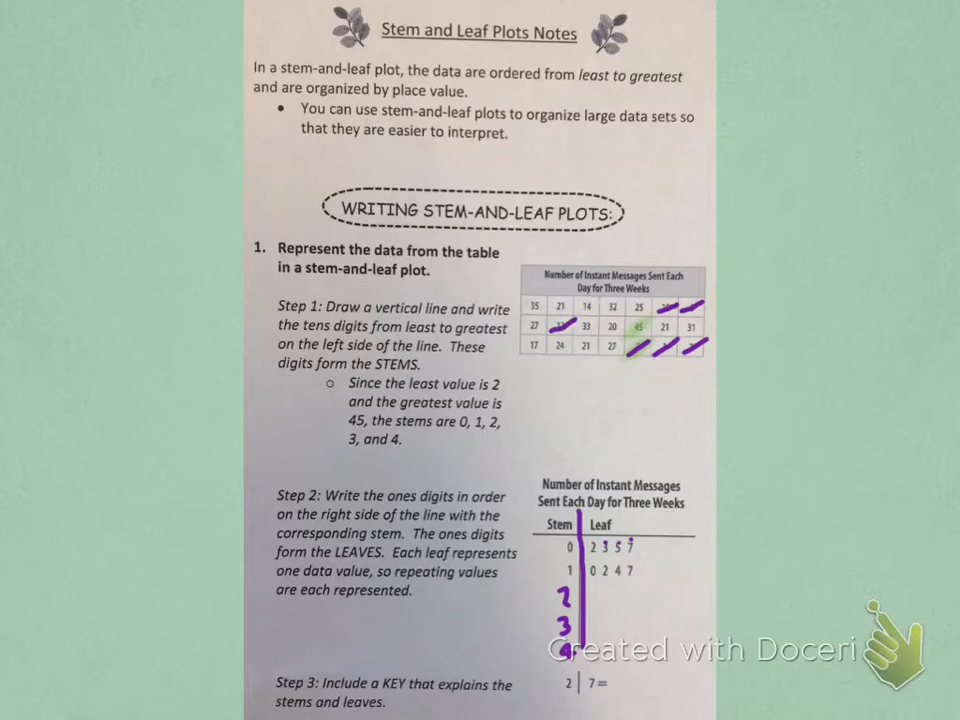 Stem and Leaf Plots Notes
In a stem-and-leaf plot, the data are ordered from least to greatest
and are organized by place value.
• You can use stem-and-leaf plots to organize large data sets so
that they are easier to interpret.
WRITING STEM-AND-LEAF PLOTS:
1. Represent the data from the table
in a stem-and-leaf plot.
Number of Instant Messages Sent Each
Day for Three Weeks
35 21 14 32 25
27 33 20 45 21 31
17 24 21 27
Step 1: Draw a vertical line and write
the tens digits from least to greatest
on the left side of the line. These
digits form the STEMS.
o Since the least value is 2
and the greatest value is
45, the stems are 0, 1, 2,
3, and 4.
Step 2: Write the ones digits in order
on the right side of the line with the
corresponding stem. The ones digits
form the LEAVES. Each leaf represents
one data value, so repeating values
are each represented.
Number of Instant Messages
Sent Each Day for Three Weeks
Stem Leaf
0 2 3 5 7
1 0 2 4 7
2
3
4
Created with Doceri
Step 3: Include a KEY that explains the
stems and leaves.
2 | 7 =